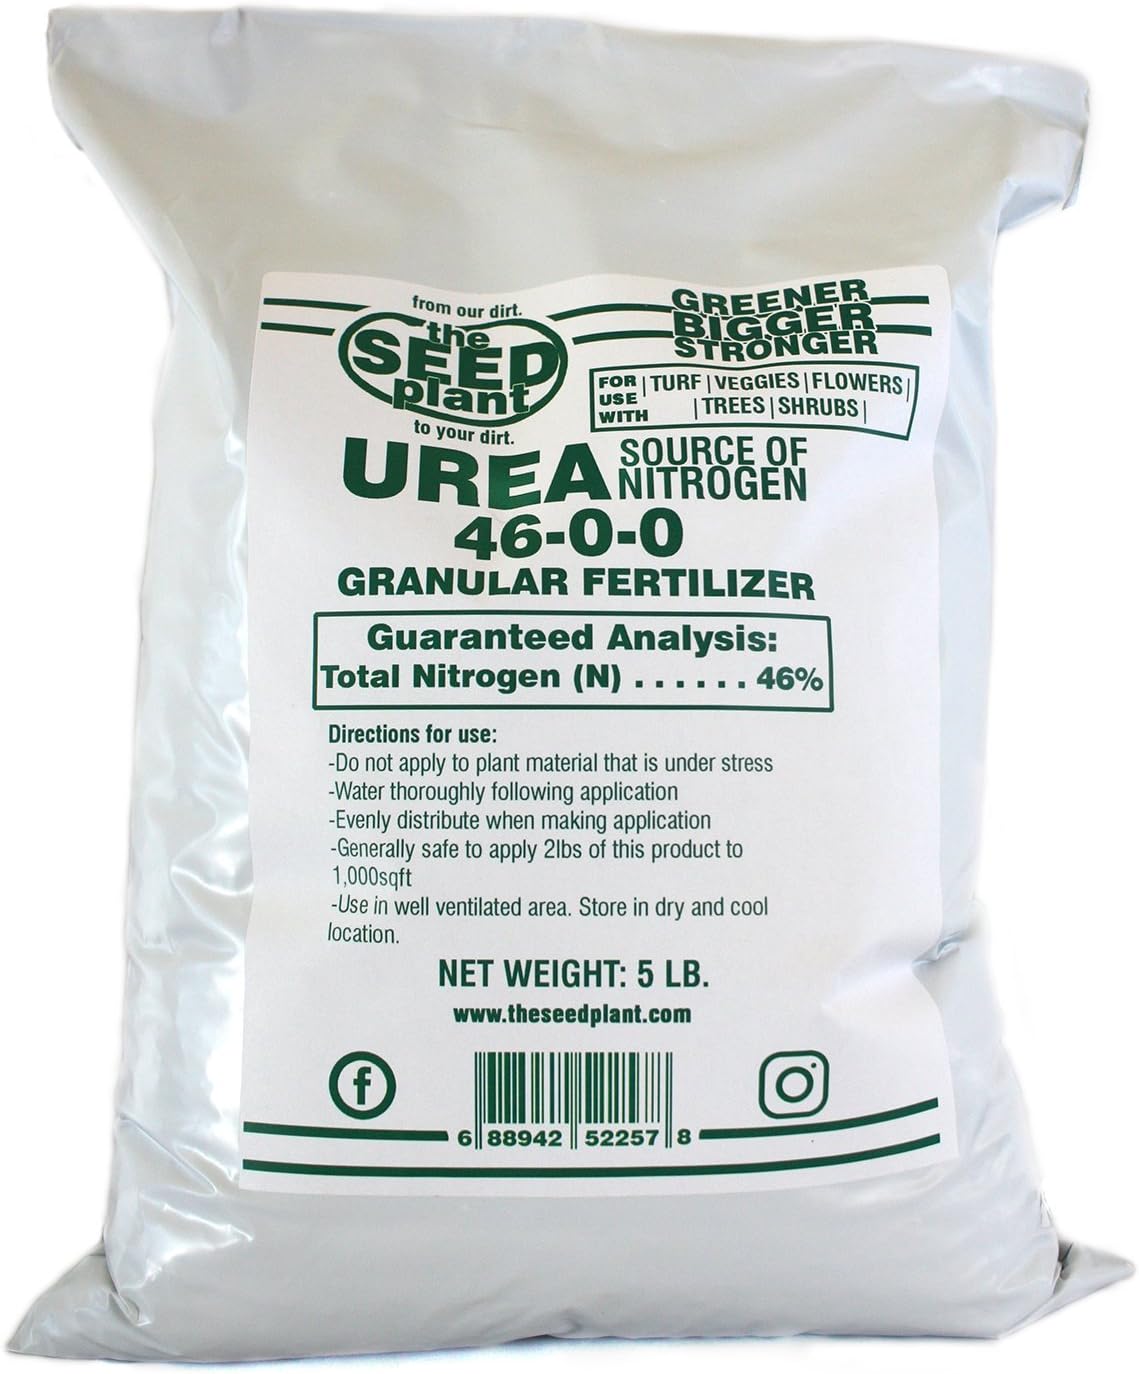 from our dirt.
the
SEED
plant
to your dirt.
GREENER
BIGGER
STRONGER
FOR USE WITH
| TURF | VEGGIES | FLOWERS |
| TREES | SHRUBS |
UREA
SOURCE OF
NITROGEN
46-0-0
GRANULAR FERTILIZER
Guaranteed Analysis:
Total Nitrogen (N) . . . . . . 46%
Directions for use:
-Do not apply to plant material that is under stress
-Water thoroughly following application
-Evenly distribute when making application
-Generally safe to apply 2lbs of this product to
1,000sqft
-Use in well ventilated area. Store in dry and cool
location.
NET WEIGHT: 5 LB.
www.theseedplant.com
f
6 88942 52257 8